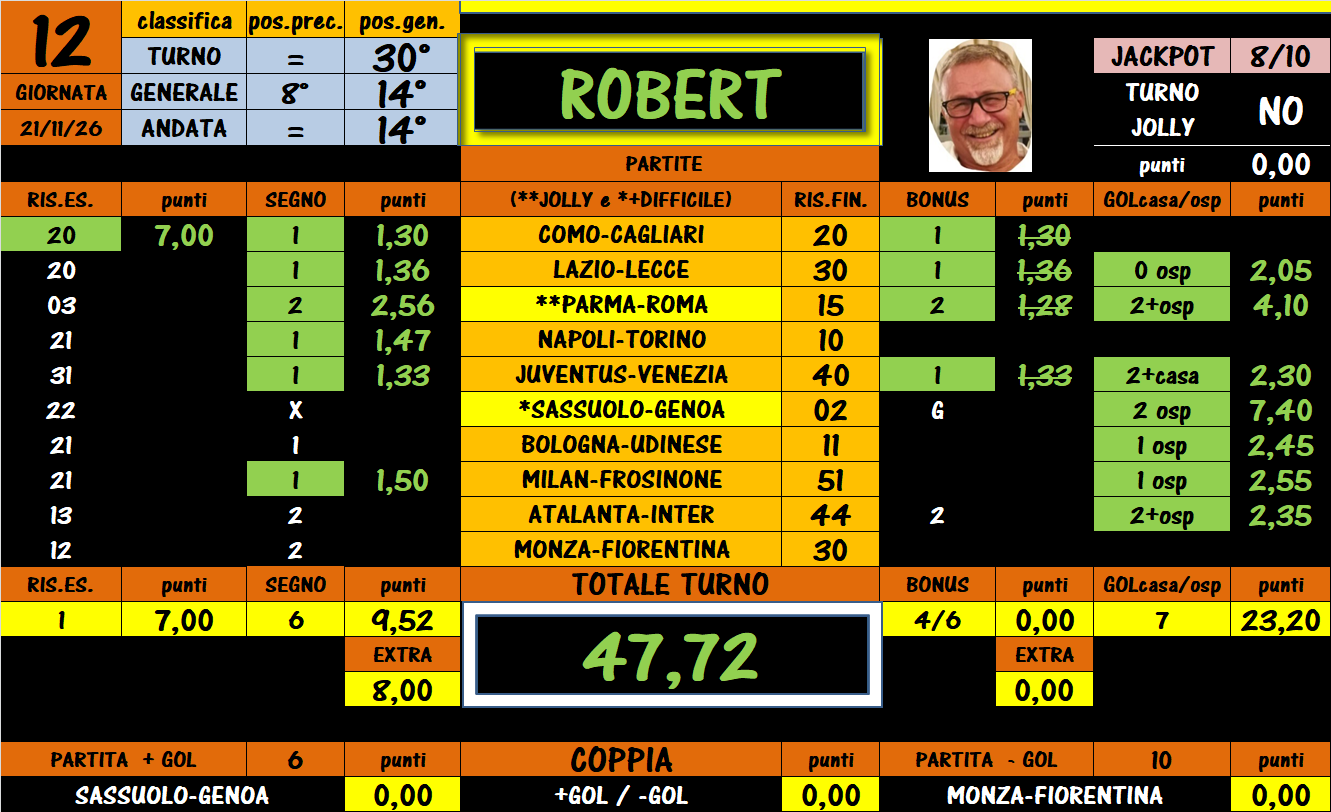 12 classifica pos.prec. pos.gen.
TURNO = 30° ROBERT JACKPOT 8/10
GIORNATA GENERALE 8° 14° TURNO JOLLY NO
21/11/26 ANDATA = 14°
PARTITE punti 0,00
RIS.ES. punti SEGNO punti (**JOLLY e *+DIFFICILE) RIS.FIN. BONUS punti GOLcasa/osp punti
20 7,00 1 1,30 COMO-CAGLIARI 20 1 1,30
20 1 1,36 LAZIO-LECCE 30 1 1,36 0 osp 2,05
03 2 2,56 **PARMA-ROMA 15 2 1,28 2+osp 4,10
21 1 1,47 NAPOLI-TORINO 10
31 1 1,33 JUVENTUS-VENEZIA 40 1 1,33 2+casa 2,30
22 X *SASSUOLO-GENOA 02 G 2 osp 7,40
21 1 BOLOGNA-UDINESE 11 1 osp 2,45
21 1 1,50 MILAN-FROSINONE 51 1 osp 2,55
13 2 ATALANTA-INTER 44 2 2+osp 2,35
12 2 MONZA-FIORENTINA 30
RIS.ES. punti SEGNO punti TOTALE TURNO BONUS punti GOLcasa/osp punti
1 7,00 6 9,52 47,72 4/6 0,00 7 23,20
EXTRA EXTRA
8,00 0,00
PARTITA + GOL 6 punti COPPIA punti PARTITA - GOL 10 punti
SASSUOLO-GENOA 0,00 +GOL / -GOL 0,00 MONZA-FIORENTINA 0,00